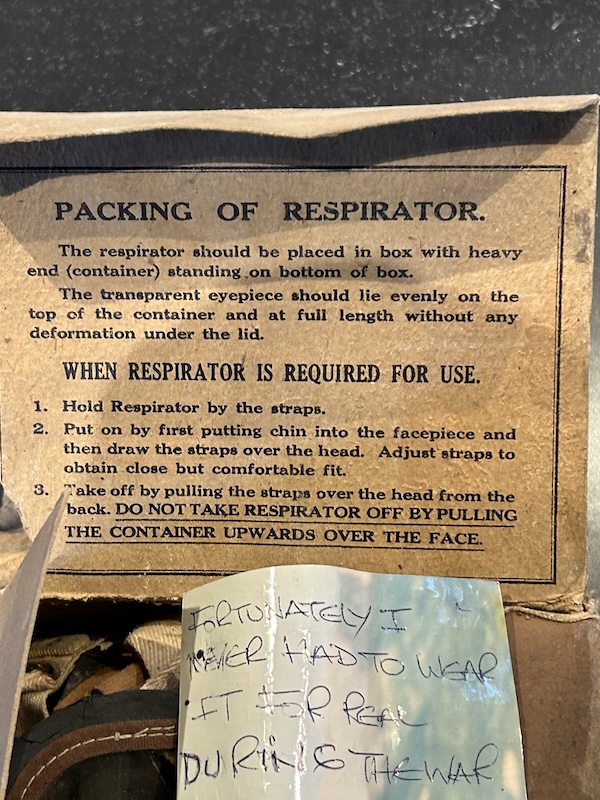 PACKING OF RESPIRATOR.
The respirator should be placed in box with heavy
end (container) standing on bottom of box.
The transparent eyepiece should lie evenly on the
top of the container and at full length without any
deformation under the lid.
WHEN RESPIRATOR IS REQUIRED FOR USE.
1. Hold Respirator by the straps.
2. Put on by first putting chin into the facepiece and
then draw the straps over the head. Adjust straps to
obtain close but comfortable fit.
3. Take off by pulling the straps over the head from the
back. DO NOT TAKE RESPIRATOR OFF BY PULLING
THE CONTAINER UPWARDS OVER THE FACE.
FORTUNATELY I
NEVER HAD TO WEAR
IT FOR REAL
DURING THE WAR